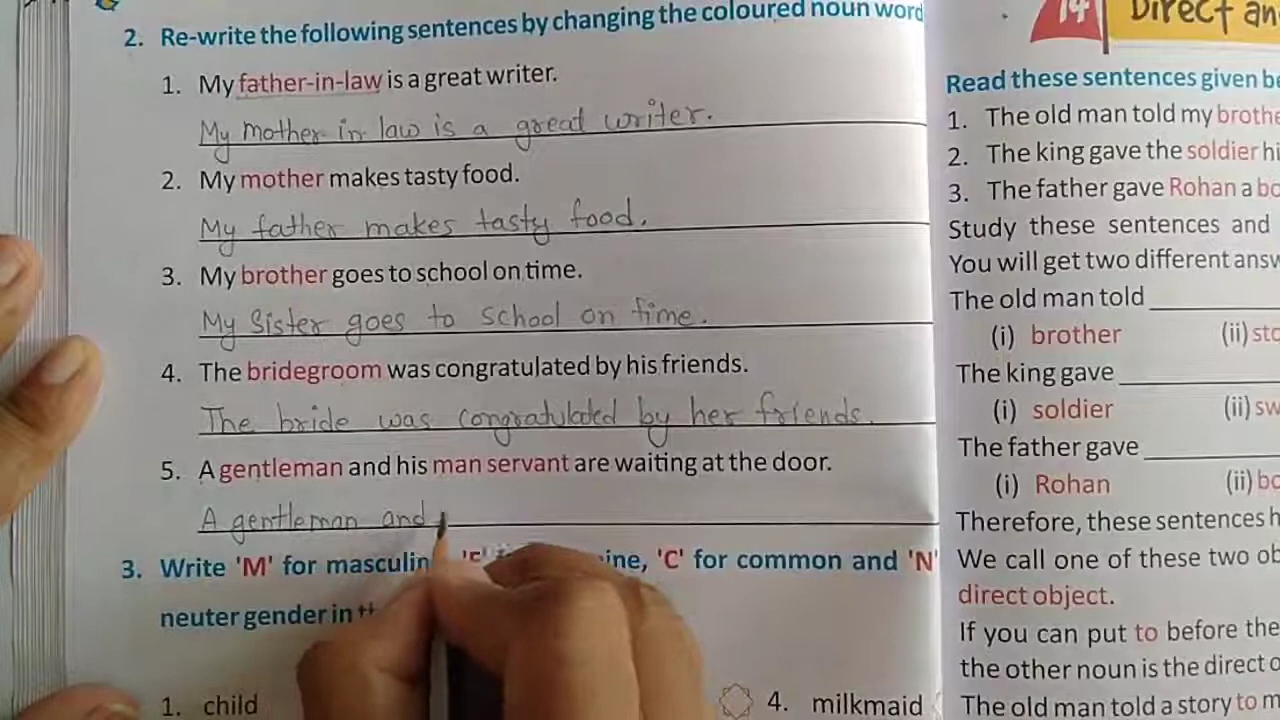 2. Re-write the following sentences by changing the coloured noun word
1. My father-in-law is a great writer.
My mother in law is a great writer.
2. My mother makes tasty food.
My father makes tasty food.
3. My brother goes to school on time.
My Sister goes to school on time.
4. The bridegroom was congratulated by his friends.
The bride was congratulated by her friends.
5. A gentleman and his man servant are waiting at the door.
A gentleman and
3. Write 'M' for masculin 'F' ine, 'C' for common and 'N'
neuter gender in th
1. child
4. milkmaid
14 Direct an
Read these sentences given be
1. The old man told my brothe
2. The king gave the soldier hi
3. The father gave Rohan a bo
Study these sentences and
You will get two different answ
The old man told
(i) brother (ii) sto
The king gave
(i) soldier (ii) sw
The father gave
(i) Rohan (ii) bo
Therefore, these sentences h
We call one of these two ob
direct object.
If you can put to before the
the other noun is the direct o
The old man told a story to m